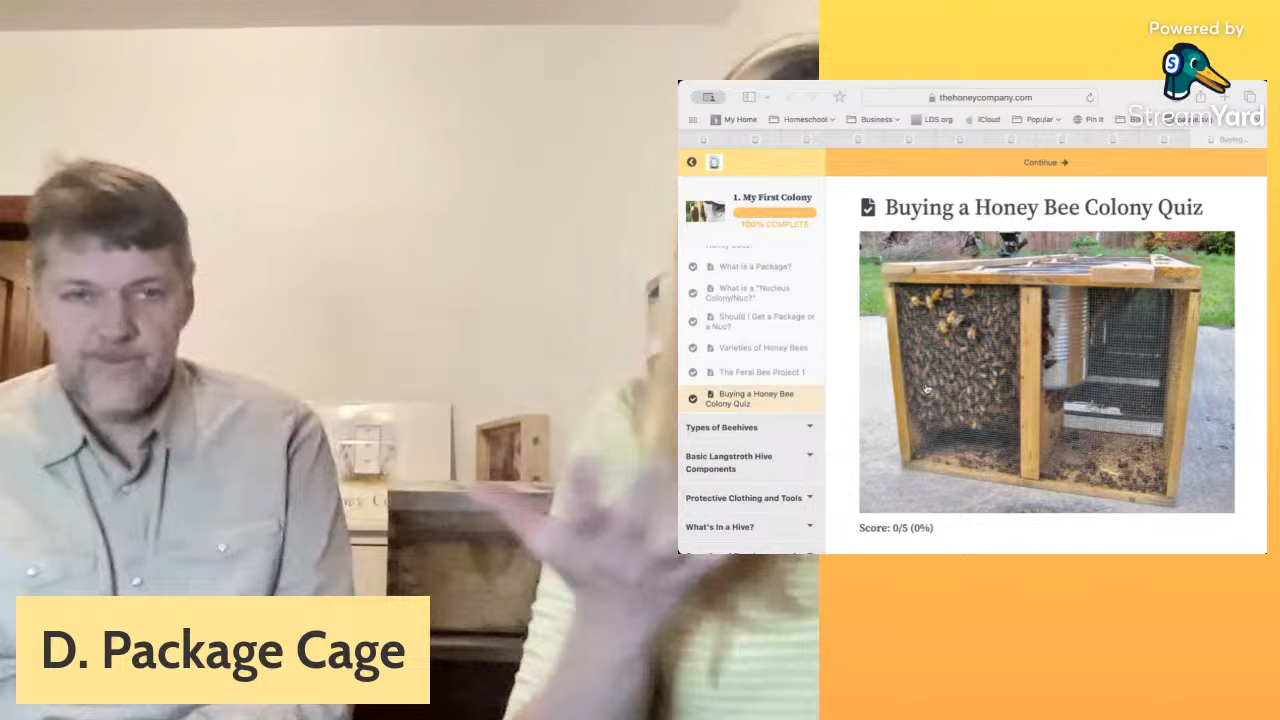 Powered by
StreamYard
thehoneycompany.com
My Home
Homeschool
Business
LDS.org
iCloud
Popular
Pin It
Buying...
Continue
1. My First Colony
100% COMPLETE
What is a Package?
What is a "Nucleus
Colony/Nuc?"
Should I Get a Package or
a Nuc?
Varieties of Honey Bees
The Feral Bee Project 1
Buying a Honey Bee
Colony Quiz
Types of Beehives
Basic Langstroth Hive
Components
Protective Clothing and Tools
What's In a Hive?
Buying a Honey Bee Colony Quiz
Score: 0/5 (0%)
D. Package Cage